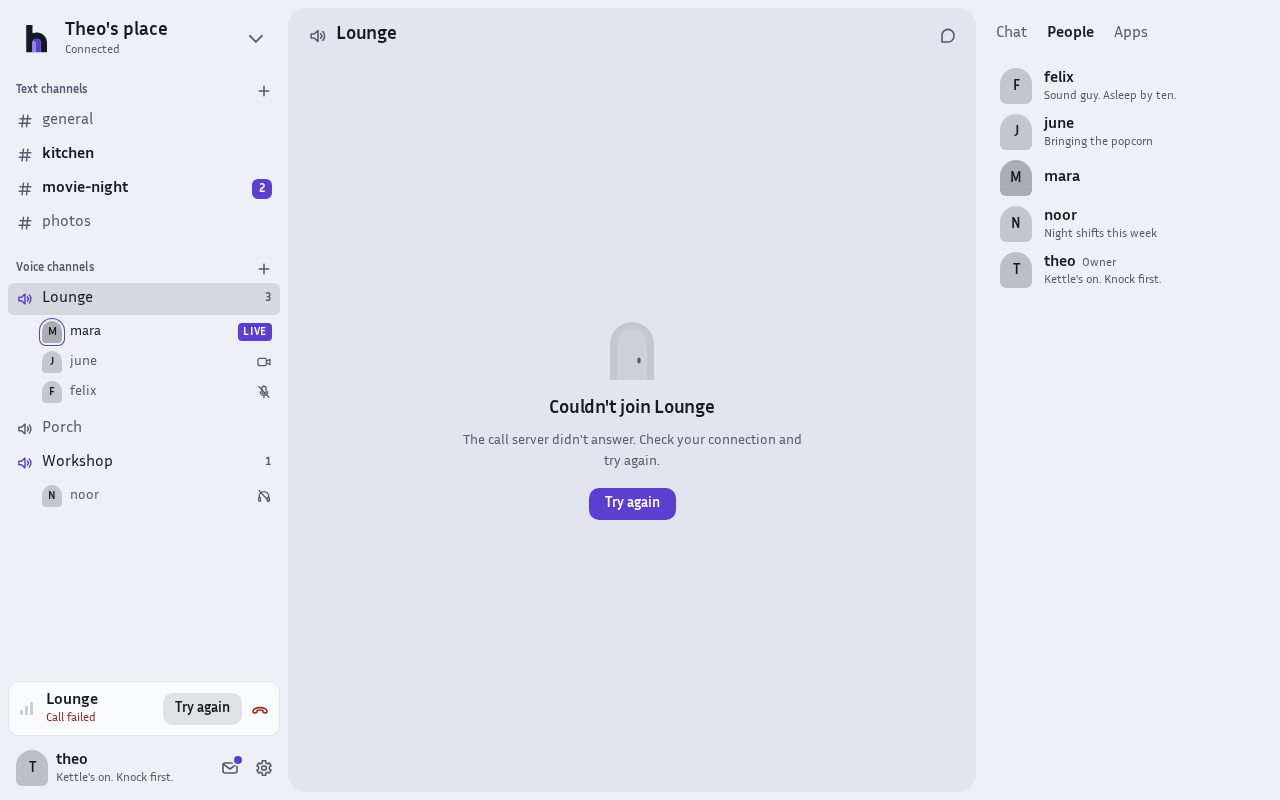 Theo's place
Connected
Text channels
general
kitchen
movie-night
2
photos
Voice channels
Lounge
3
M
mara
LIVE
J
june
F
felix
Porch
Workshop
1
N
noor
Lounge
Call failed
Try again
T
theo
Kettle's on. Knock first.
Lounge
Couldn't join Lounge
The call server didn't answer. Check your connection and
try again.
Try again
Chat
People
Apps
F
felix
Sound guy. Asleep by ten.
J
june
Bringing the popcorn
M
mara
N
noor
Night shifts this week
T
theo Owner
Kettle's on. Knock first.